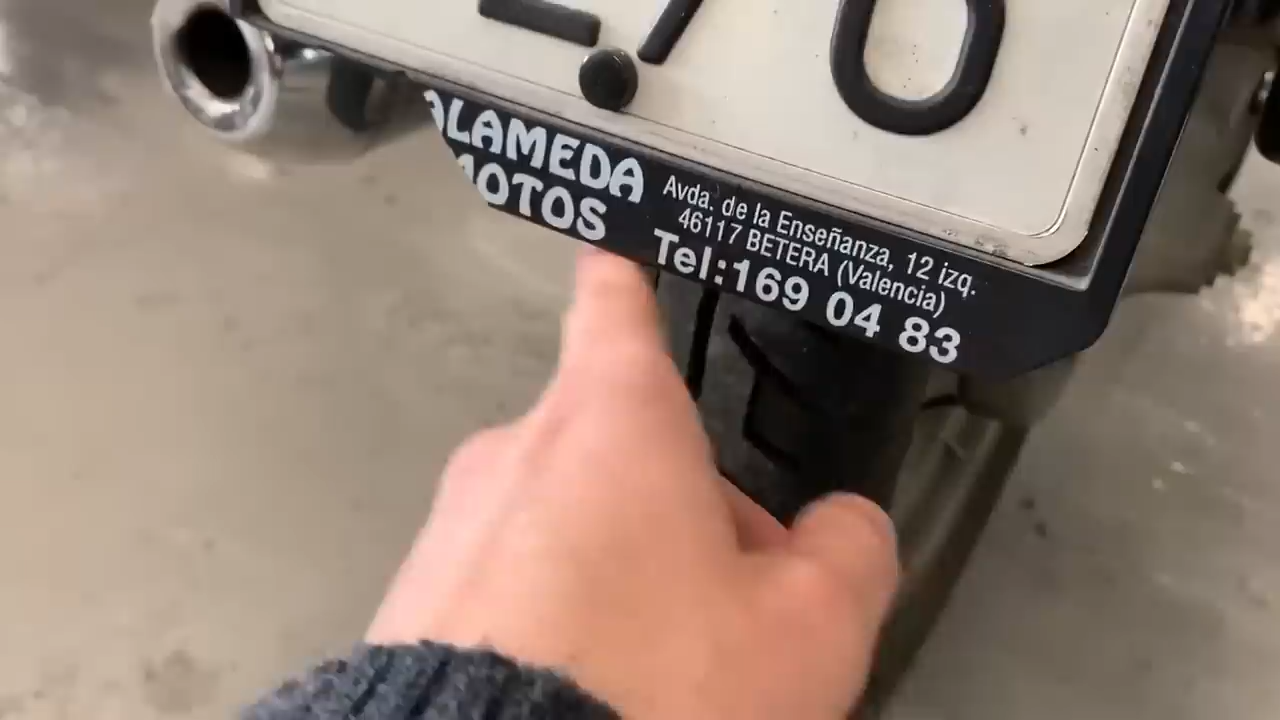 ALAMEDA
MOTOS
Avda. de la Enseñanza, 12 izq.
46117 BETERA (Valencia)
Tel:169 04 83